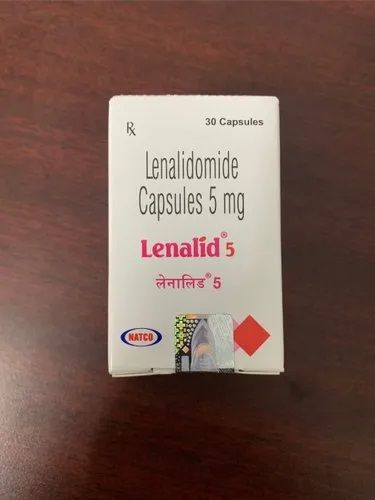 ℞
30 Capsules
Lenalidomide
Capsules 5 mg
Lenalid® 5
लेनालिड® 5
NATCO